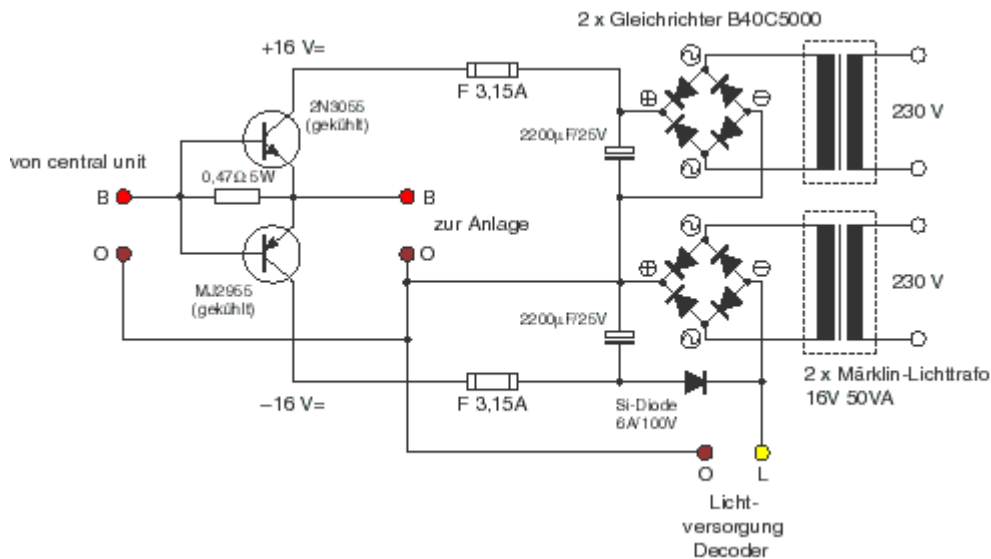 2 x Gleichrichter B40C5000
+16 V=
F 3,15A
2N3055
(gekühlt)
2200µF/25V
230 V
von central unit
0,47Ω 5W
B
B
zur Anlage
O
O
MJ2955
(gekühlt)
2200µF/25V
230 V
2 x Märklin-Lichttrafo
16V 50VA
−16 V=
F 3,15A
Si-Diode
6A/100V
O
L
Licht-
versorgung
Decoder